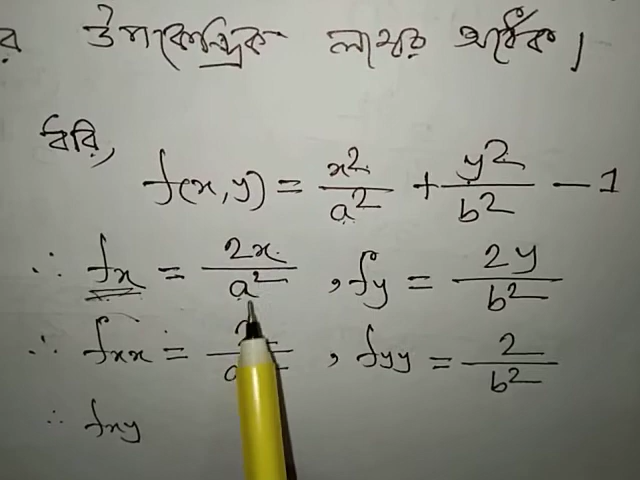 র উপকেন্দ্রিক লম্বের অর্ধেক।
ধরি,
f(x,y) = x²/a² + y²/b² - 1
∴ fx = 2x/a² , fy = 2y/b²
∴ fxx = /a² , fyy = 2/b²
∴ fxy